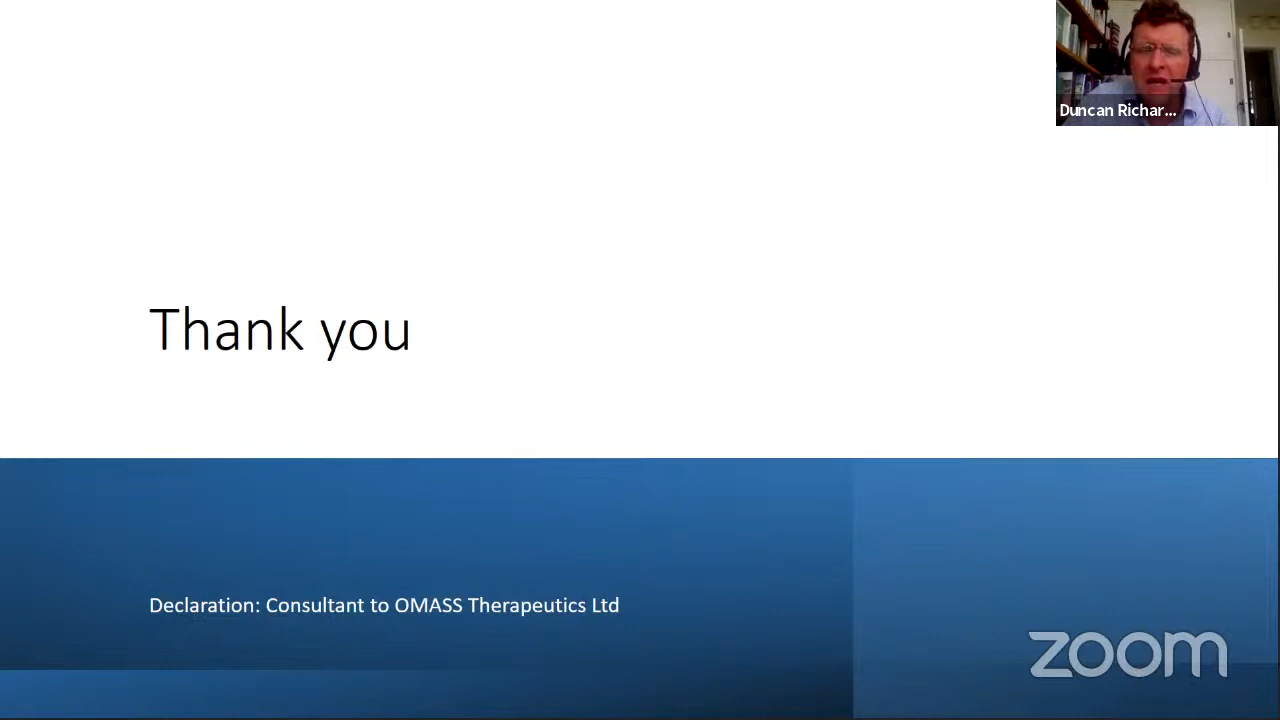 Duncan Richar...
Thank you
Declaration: Consultant to OMASS Therapeutics Ltd
zoom